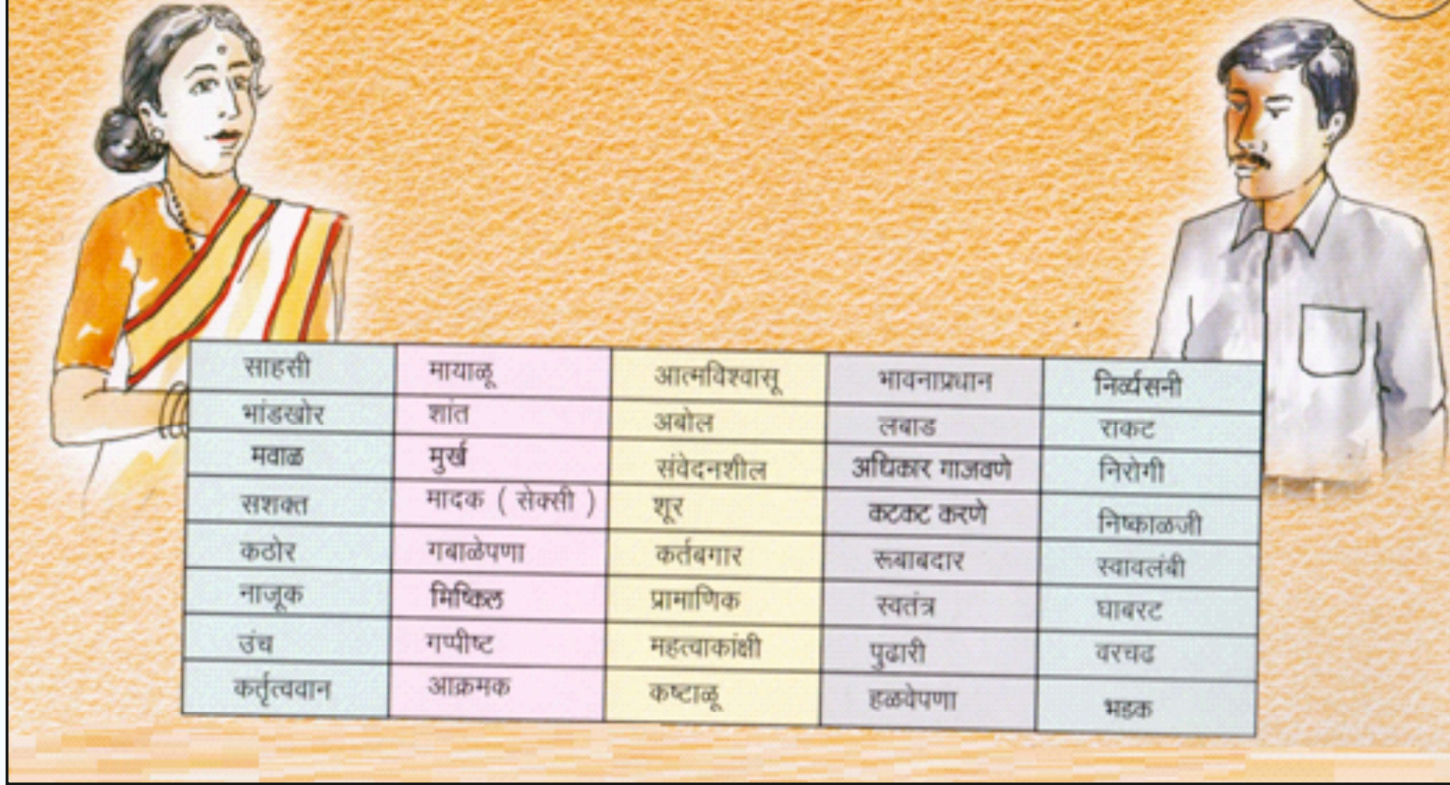 साहसी मायाळू आत्मविश्वासू भावनाप्रधान निर्व्यसनी
भांडखोर शांत अबोल लबाड राकट
मवाळ मुर्ख संवेदनशील अधिकार गाजवणे निरोगी
सशक्त मादक ( सेक्सी ) शूर कटकट करणे निष्काळजी
कठोर गबाळेपणा कर्तबगार रूबाबदार स्वावलंबी
नाजूक मिष्किल प्रामाणिक स्वतंत्र घाबरट
उंच गप्पीष्ट महत्वाकांक्षी पुढारी वरचढ
कर्तृत्ववान आक्रमक कष्टाळू हळवेपणा भडक